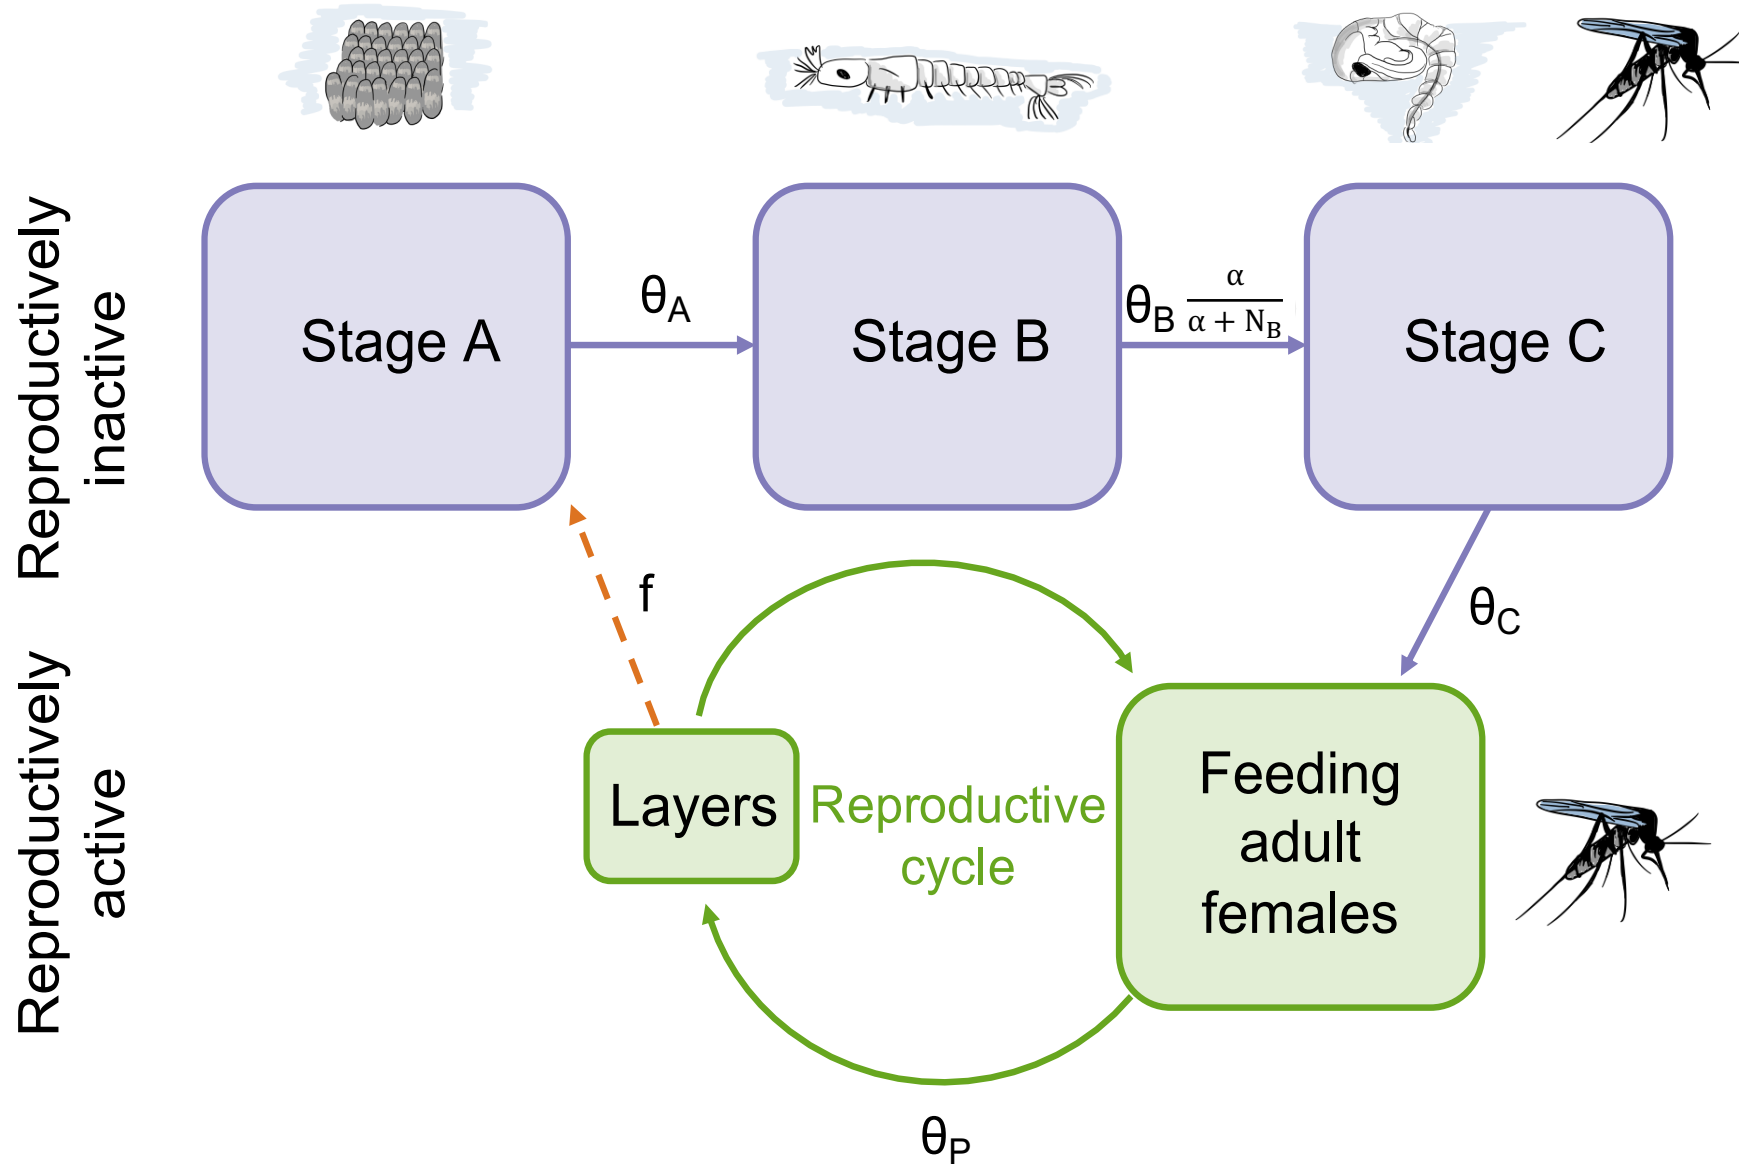 Reproductively
inactive
Stage A
θA
Stage B
θB α / α + NB
Stage C
f
θC
Reproductively
active
Layers
Reproductive
cycle
Feeding
adult
females
θP